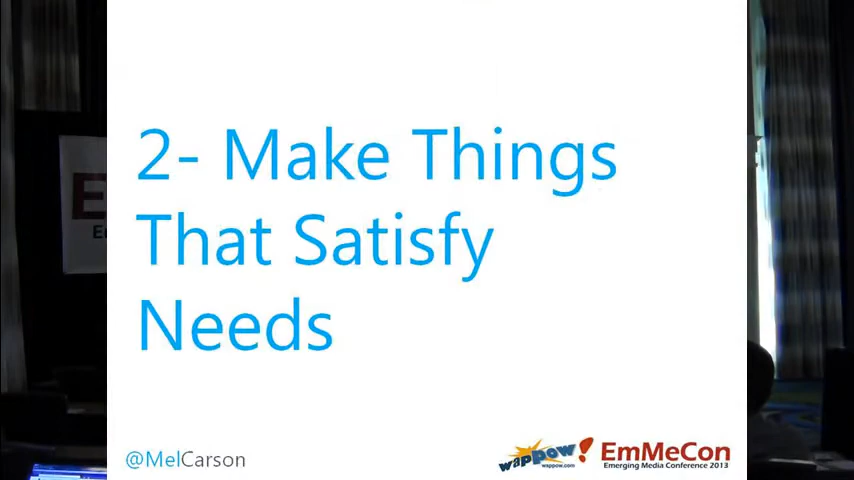 2- Make Things
That Satisfy
Needs
@MelCarson
wappow!
wappow.com
EmMeCon
Emerging Media Conference 2013